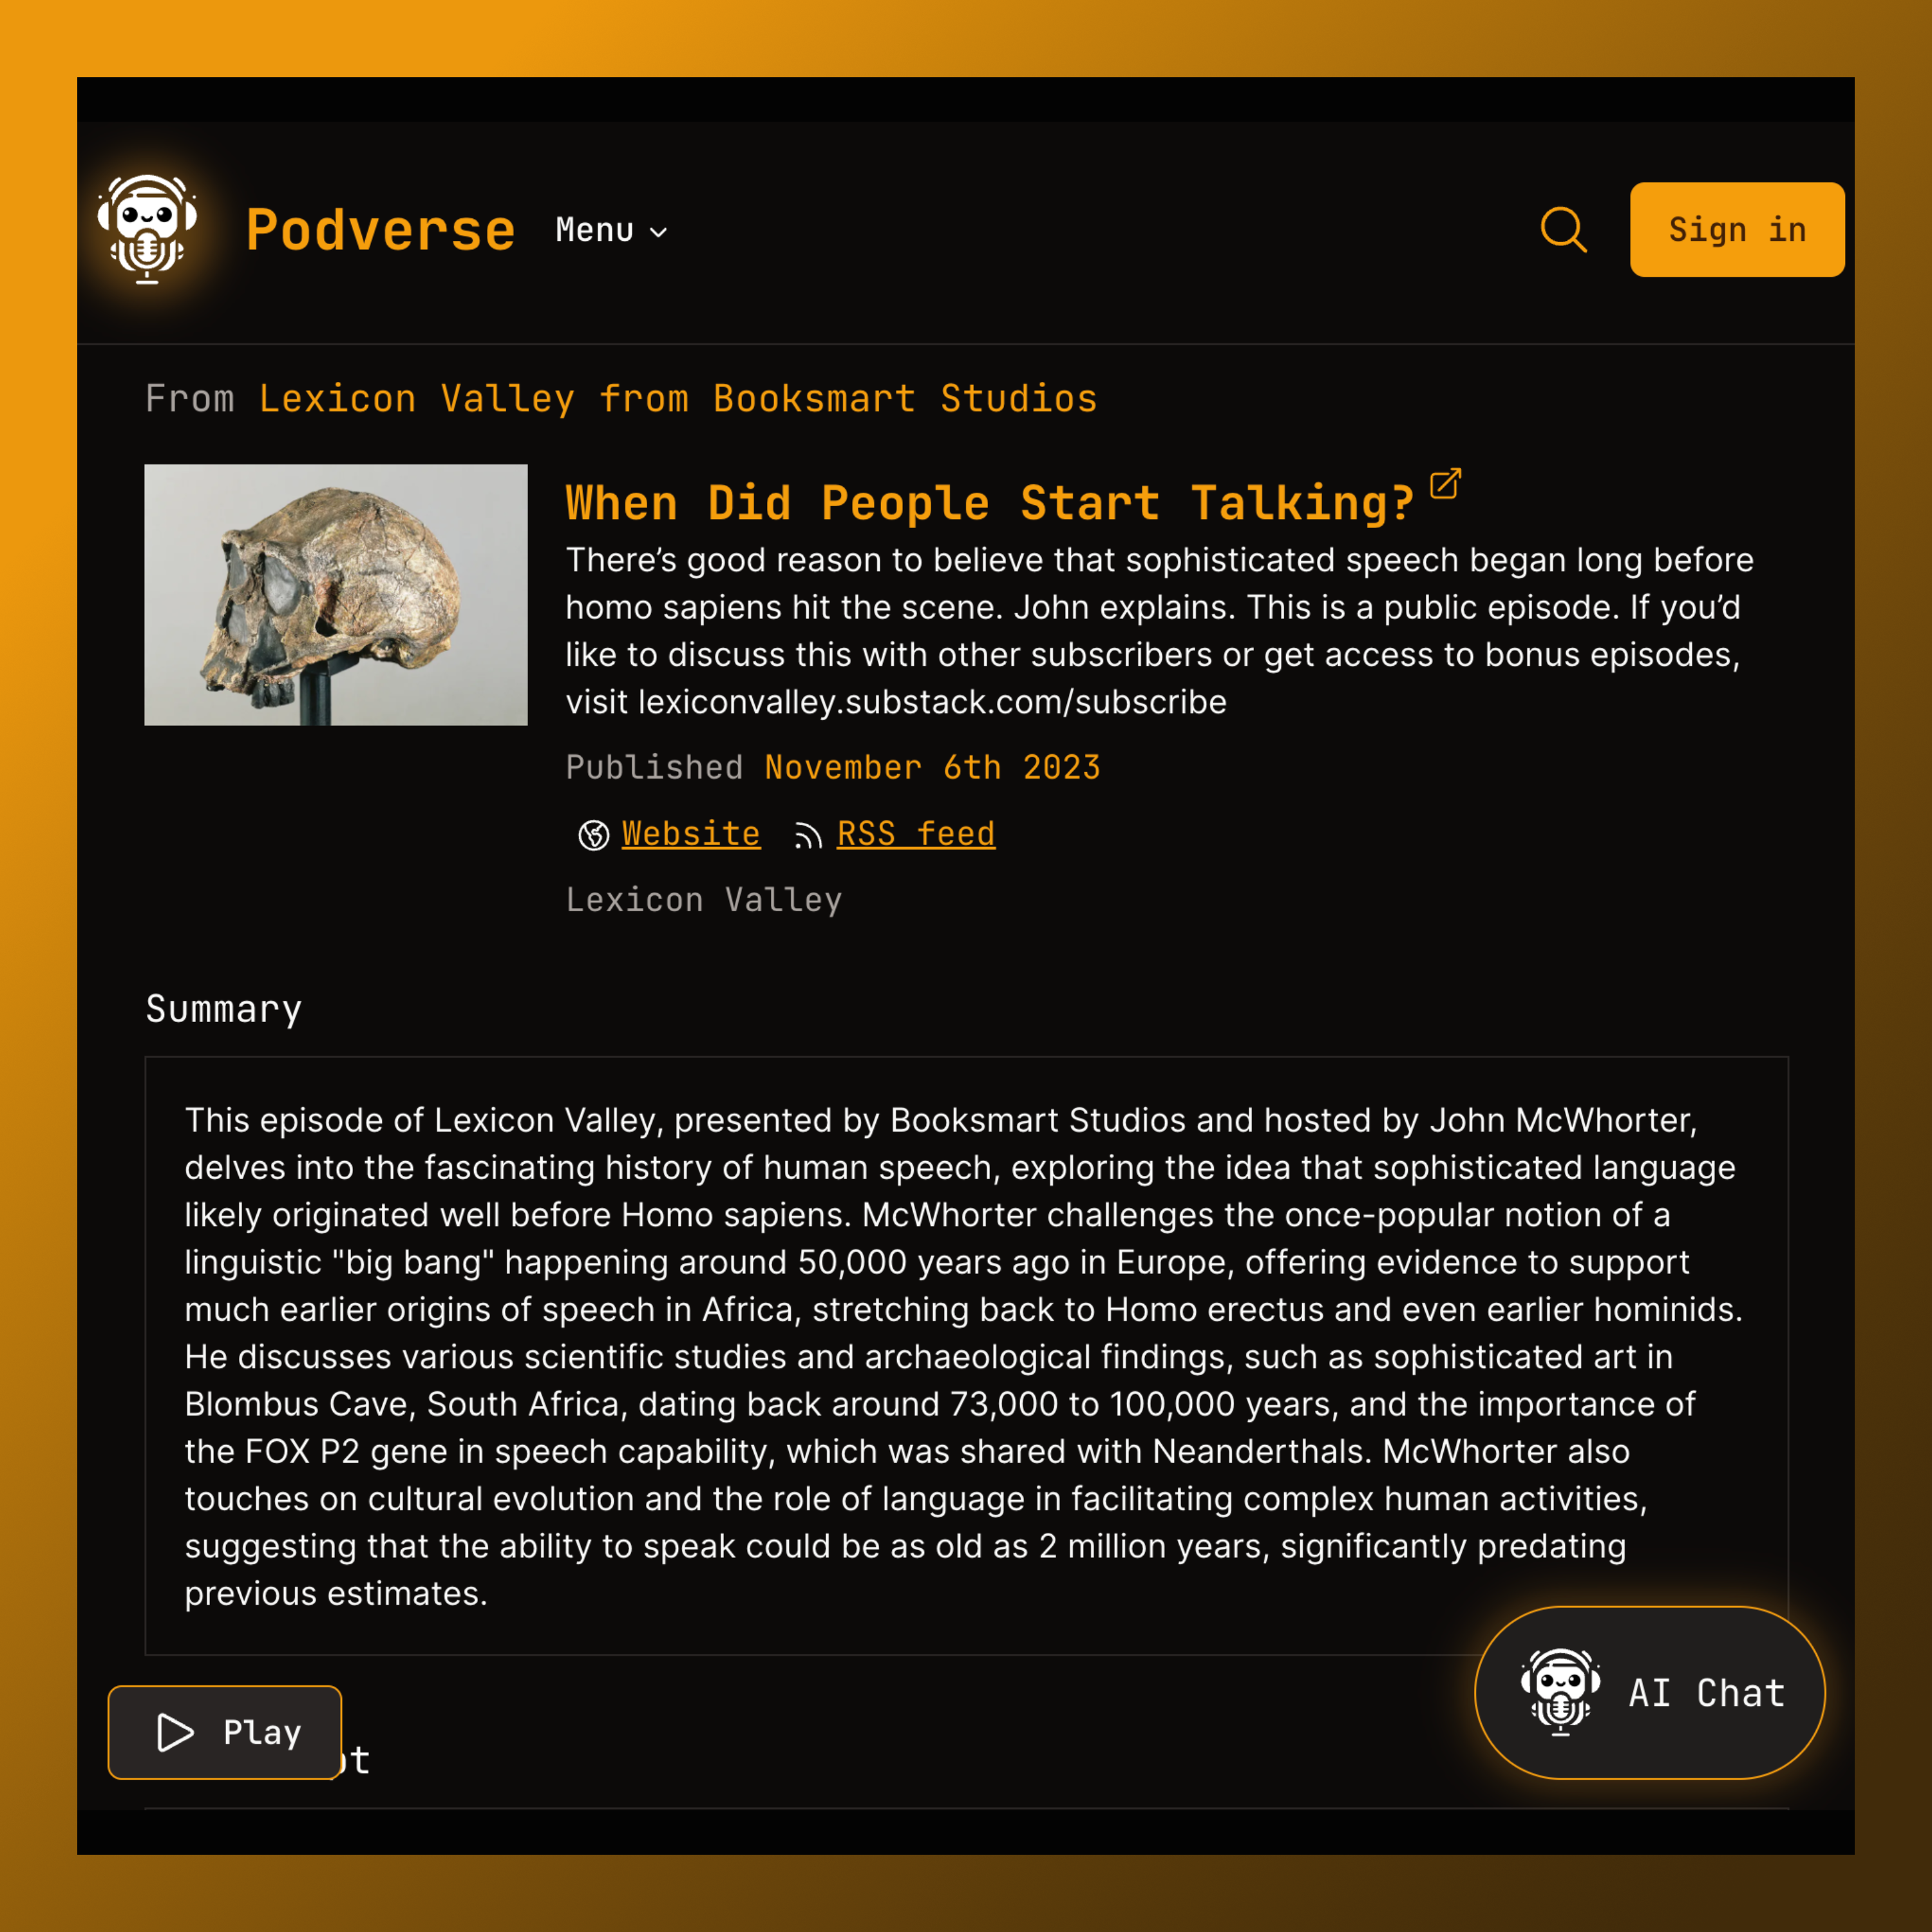 Podverse
Menu
Sign in
From Lexicon Valley from Booksmart Studios
When Did People Start Talking?
There’s good reason to believe that sophisticated speech began long before
homo sapiens hit the scene. John explains. This is a public episode. If you’d
like to discuss this with other subscribers or get access to bonus episodes,
visit lexiconvalley.substack.com/subscribe
Published November 6th 2023
Website RSS feed
Lexicon Valley
Summary
This episode of Lexicon Valley, presented by Booksmart Studios and hosted by John McWhorter,
delves into the fascinating history of human speech, exploring the idea that sophisticated language
likely originated well before Homo sapiens. McWhorter challenges the once-popular notion of a
linguistic "big bang" happening around 50,000 years ago in Europe, offering evidence to support
much earlier origins of speech in Africa, stretching back to Homo erectus and even earlier hominids.
He discusses various scientific studies and archaeological findings, such as sophisticated art in
Blombus Cave, South Africa, dating back around 73,000 to 100,000 years, and the importance of
the FOX P2 gene in speech capability, which was shared with Neanderthals. McWhorter also
touches on cultural evolution and the role of language in facilitating complex human activities,
suggesting that the ability to speak could be as old as 2 million years, significantly predating
previous estimates.
AI Chat
Play